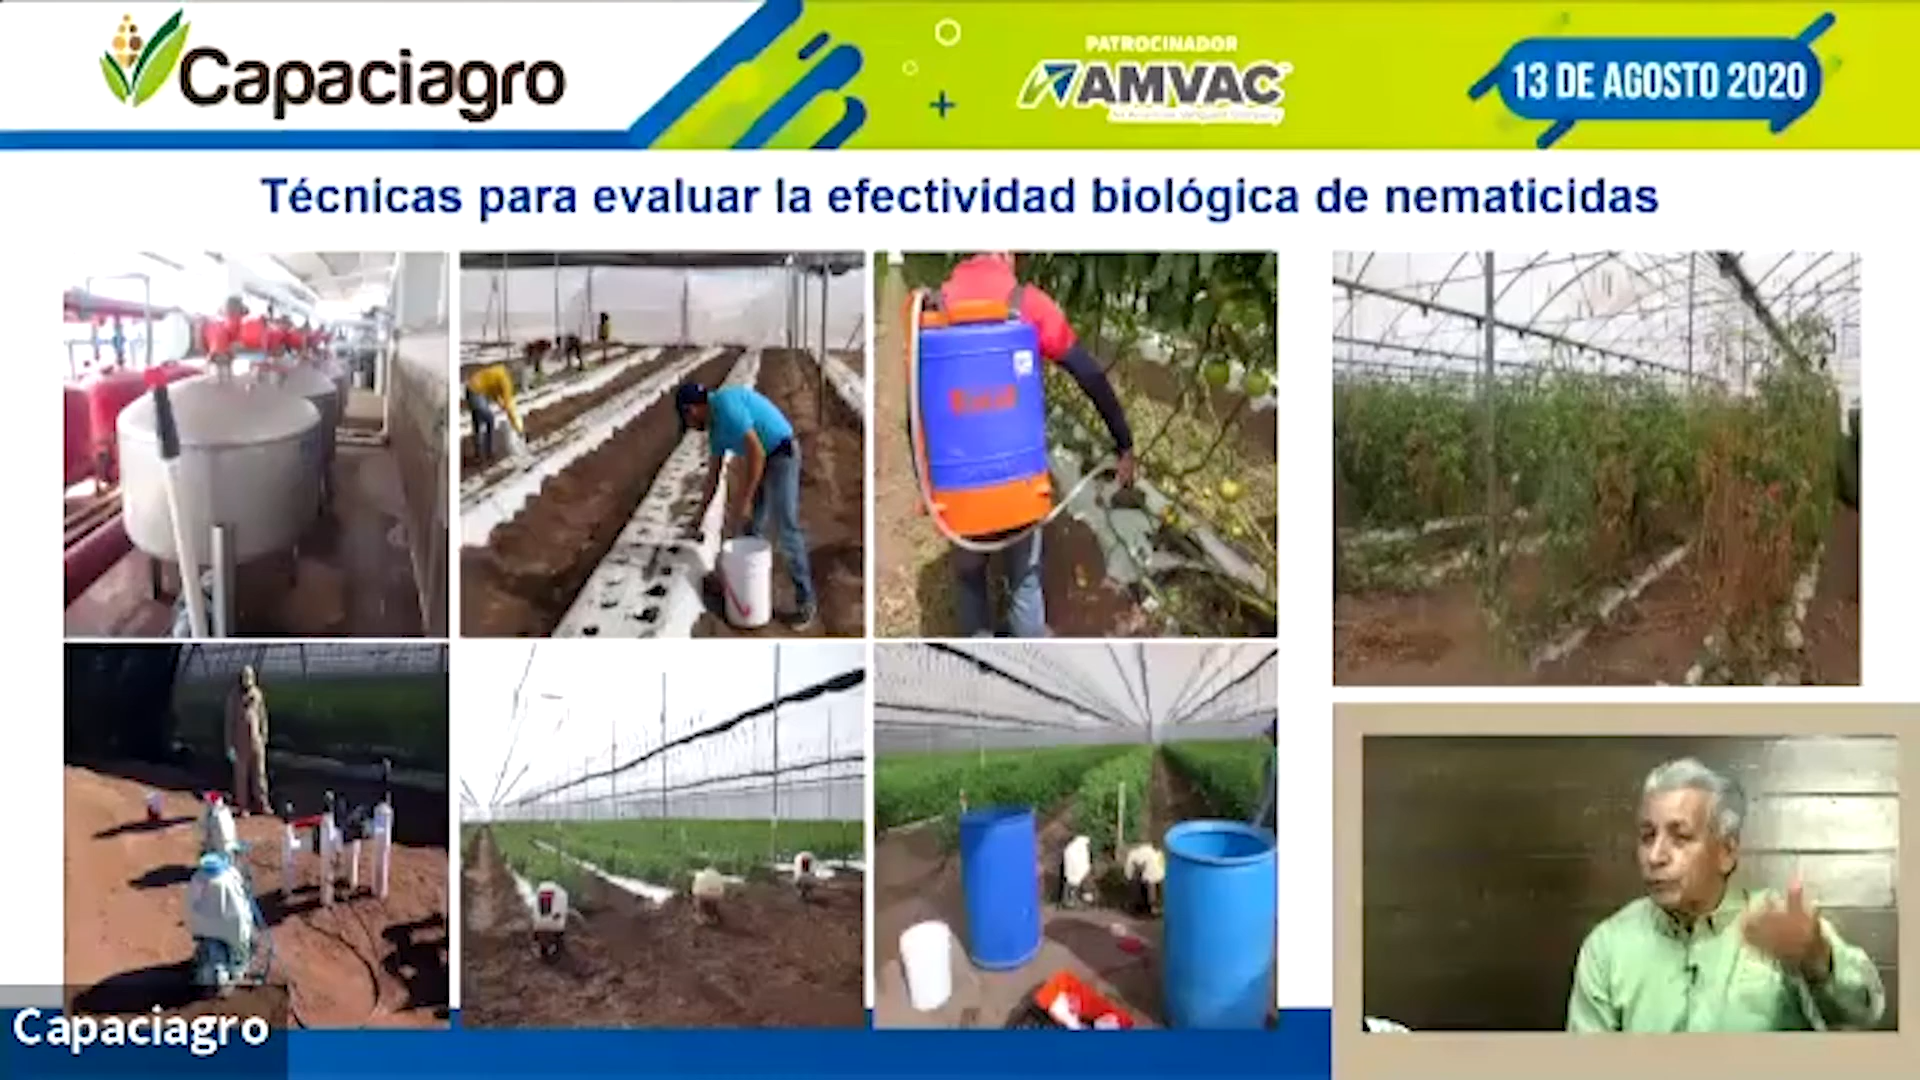 Capaciagro
PATROCINADOR
AMVAC
13 DE AGOSTO 2020
Técnicas para evaluar la efectividad biológica de nematicidas
Capaciagro